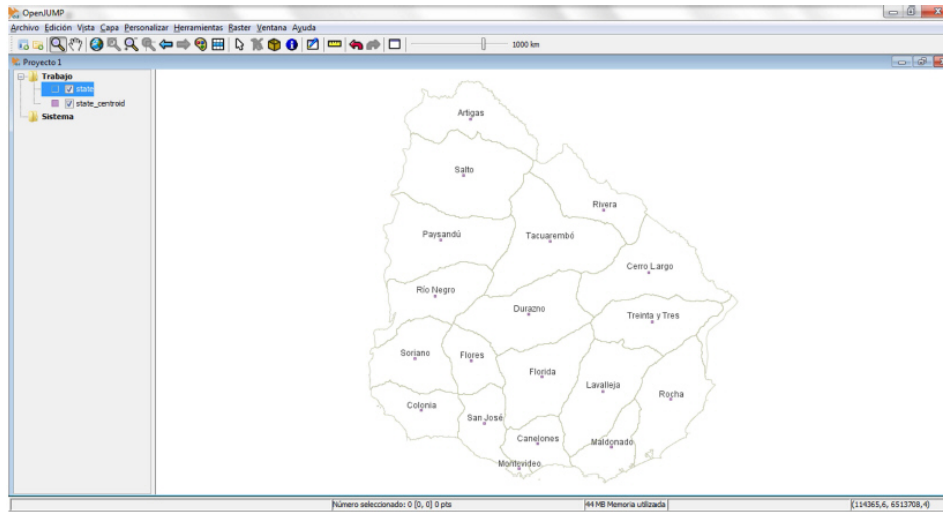 OpenJUMP
Archivo Edición Vista Capa Personalizar Herramientas Raster Ventana Ayuda
1000 km
Proyecto 1
Trabajo
state
state_centroid
Sistema
Artigas
Salto
Rivera
Paysandú
Tacuarembó
Cerro Largo
Río Negro
Durazno
Treinta y Tres
Soriano
Flores
Florida
Lavalleja
Rocha
Colonia
San José
Canelones
Maldonado
Montevideo
Número seleccionado: 0 [0, 0] 0 pts
44 MB Memoria utilizada
(114365,6, 6513708,4)